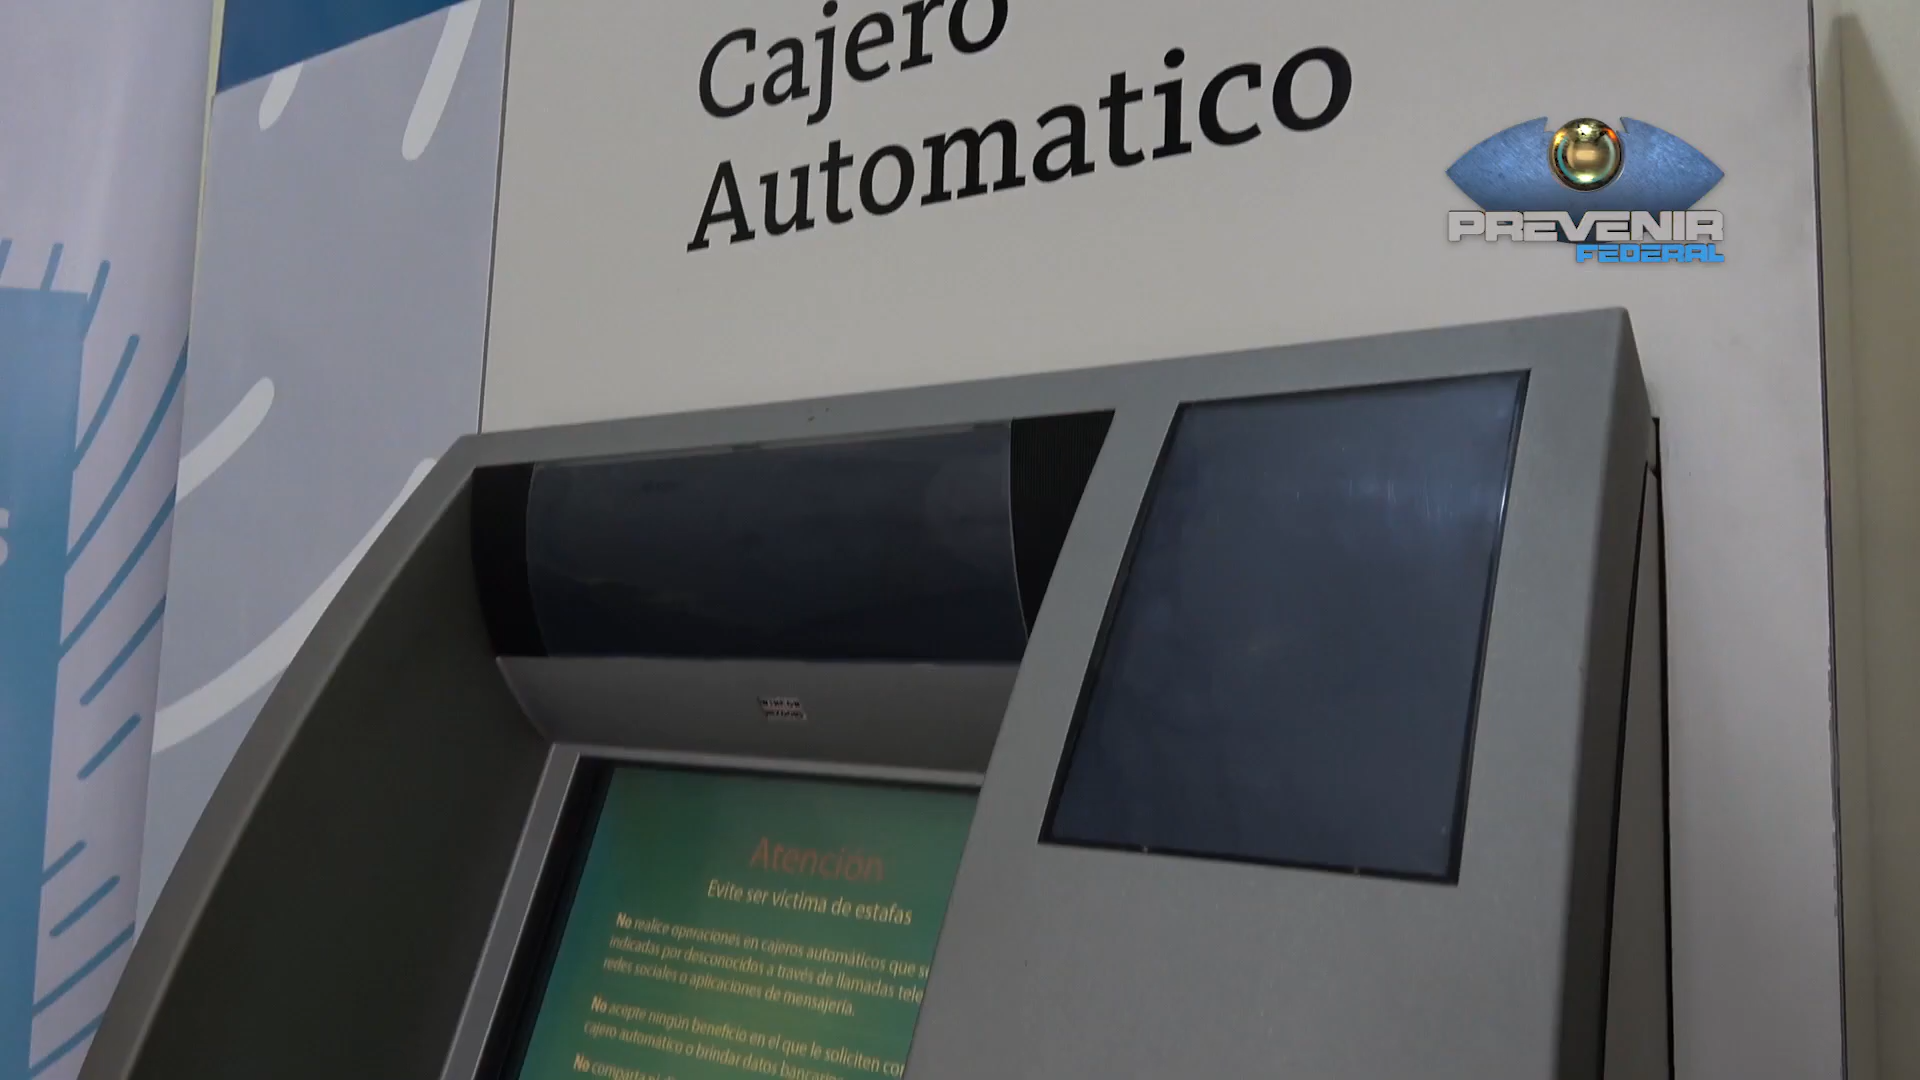 Cajero
Automatico
PREVENIR
FEDERAL
Atención
Evite ser víctima de estafas
No realice operaciones en cajeros automáticos que
indicadas por desconocidos a través de llamadas
redes sociales o aplicaciones de mensajería.
No acepte ningún beneficio en el que le soliciten
cajero automático o brindar datos
No comparta